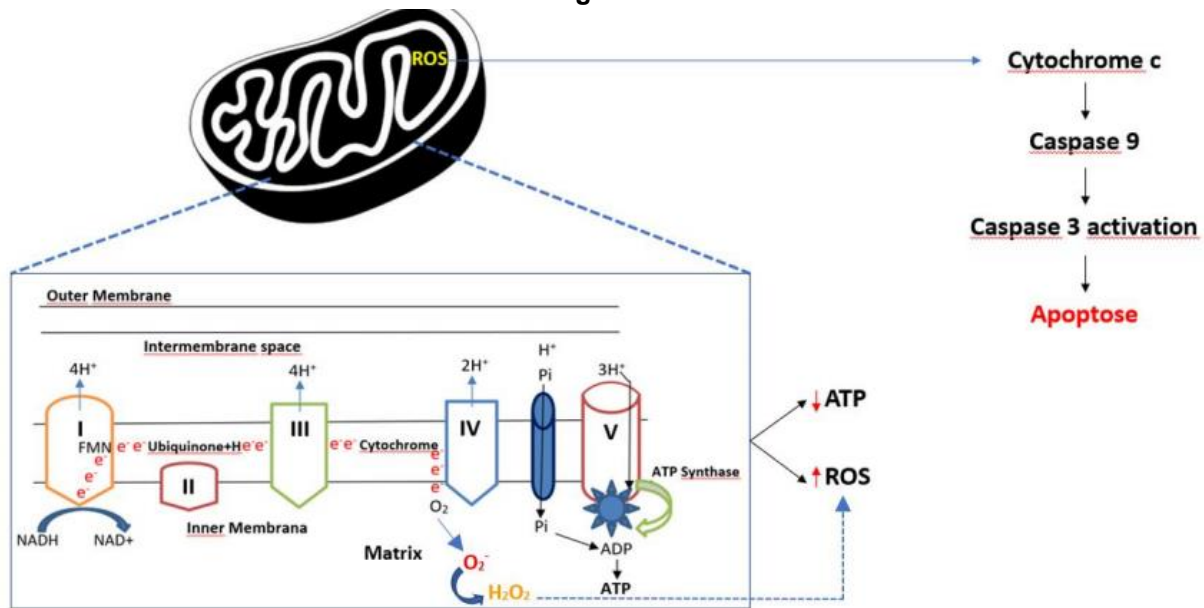 ROS
Cytochrome c
Caspase 9
Caspase 3 activation
Apoptose
Outer Membrane
Intermembrane space
4H⁺
4H⁺
2H⁺
H⁺
Pi
3H⁺
I
III
IV
V
FMN
e⁻ e⁻ Ubiquinone+H e⁻ e⁻
e⁻ e⁻ Cytochrome
e⁻
e⁻
e⁻
e⁻
e⁻
e⁻
II
ATP Synthase
O₂
NADH
NAD+
Inner Membrana
Matrix
Pi
ADP
ATP
O₂⁻
H₂O₂
ATP
ROS